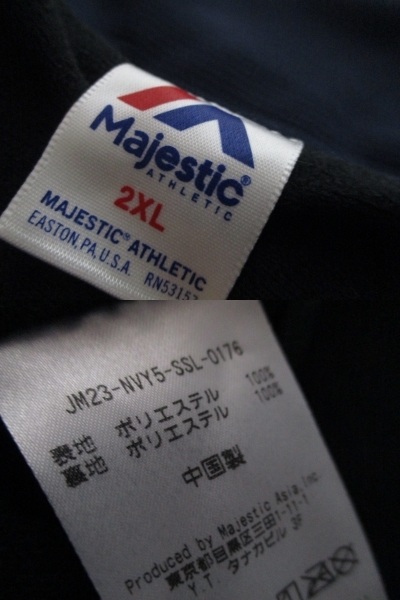 Majestic®
ATHLETIC
2XL
MAJESTIC® ATHLETIC
EASTON, PA, U.S.A. RN53157
JM23-NVY5-SSL-0176
表地 ポリエステル 100%
裏地 ポリエステル 100%
中国製
Produced by Majestic Asia, Inc
東京都目黒区三田1-11-1
Y.T タナカビル 3F